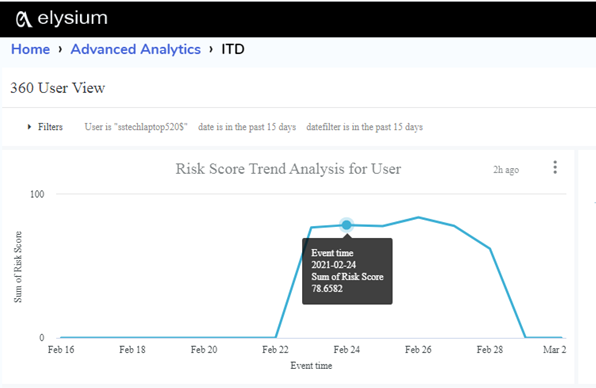 elysium
Home › Advanced Analytics › ITD
360 User View
Filters User is "sstechlaptop520$" date is in the past 15 days datefilter is in the past 15 days
Risk Score Trend Analysis for User 2h ago
100
Sum of Risk Score
Event time
2021-02-24
Sum of Risk Score
78.6582
0
Feb 16 Feb 18 Feb 20 Feb 22 Feb 24 Feb 26 Feb 28 Mar 2
Event time